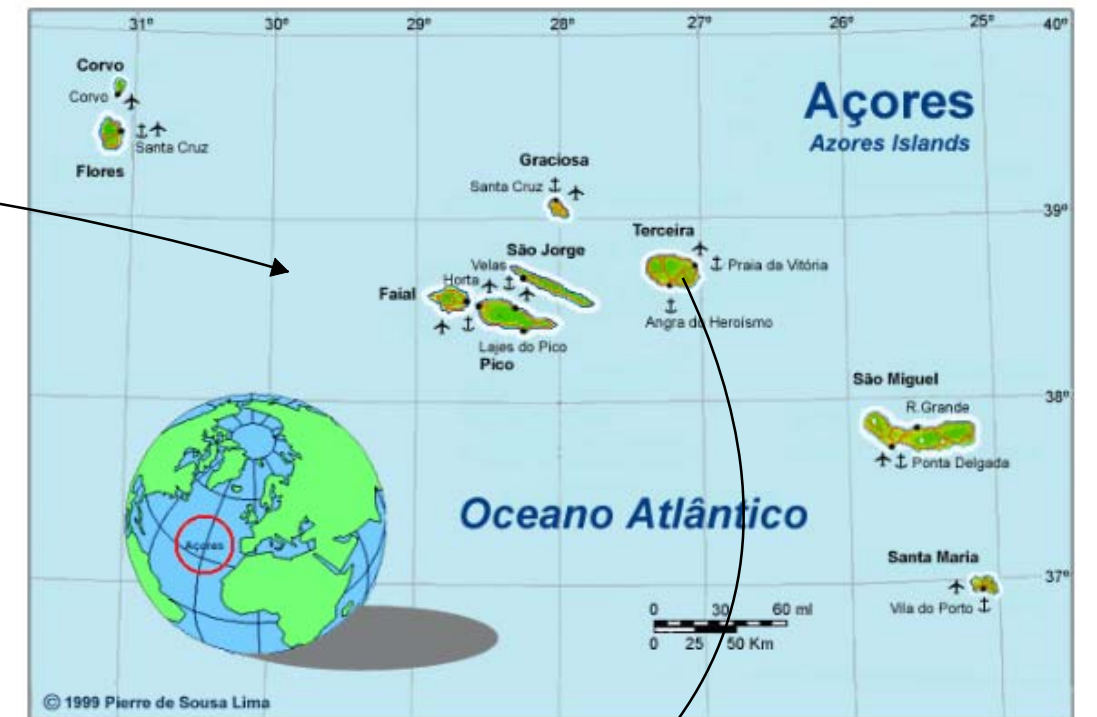 31º 30º 29º 28º 27º 26º 25º 40º
Açores
Azores Islands
Corvo
Corvo
Santa Cruz
Flores
Graciosa
Santa Cruz
39º
Terceira
Praia da Vitória
Angra do Heroísmo
São Jorge
Velas
Horta
Faial
Lajes do Pico
Pico
São Miguel
38º
R.Grande
Ponta Delgada
Oceano Atlântico
Açores
Santa Maria
37º
Vila do Porto
0 30 60 ml
0 25 50 Km
© 1999 Pierre de Sousa Lima